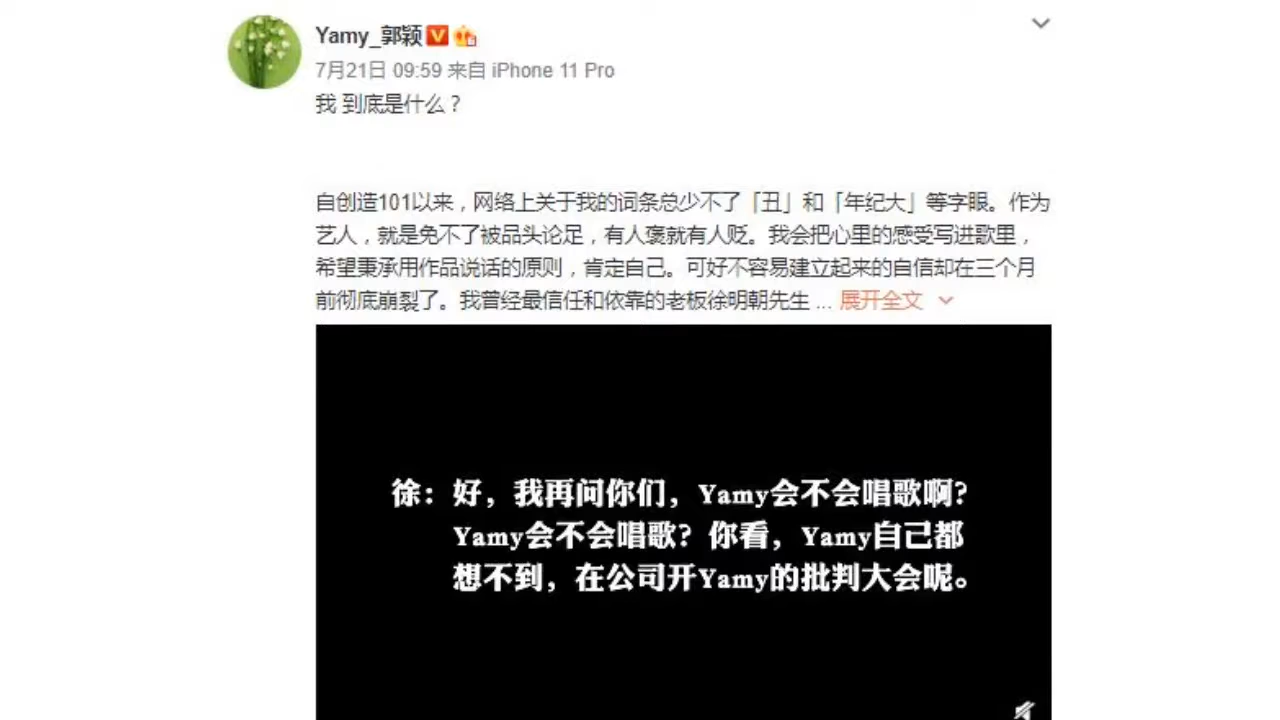 Yamy_郭颖
7月21日 09:59 来自 iPhone 11 Pro
我 到底是什么？
自创造101以来，网络上关于我的词条总少不了「丑」和「年纪大」等字眼。作为
艺人，就是免不了被品头论足，有人褒就有人贬。我会把心里的感受写进歌里，
希望秉承用作品说话的原则，肯定自己。可好不容易建立起来的自信却在三个月
前彻底崩裂了。我曾经最信任和依靠的老板徐明朝先生 ... 展开全文
徐：好，我再问你们，Yamy会不会唱歌啊？
Yamy会不会唱歌？你看，Yamy自己都
想不到，在公司开Yamy的批判大会呢。